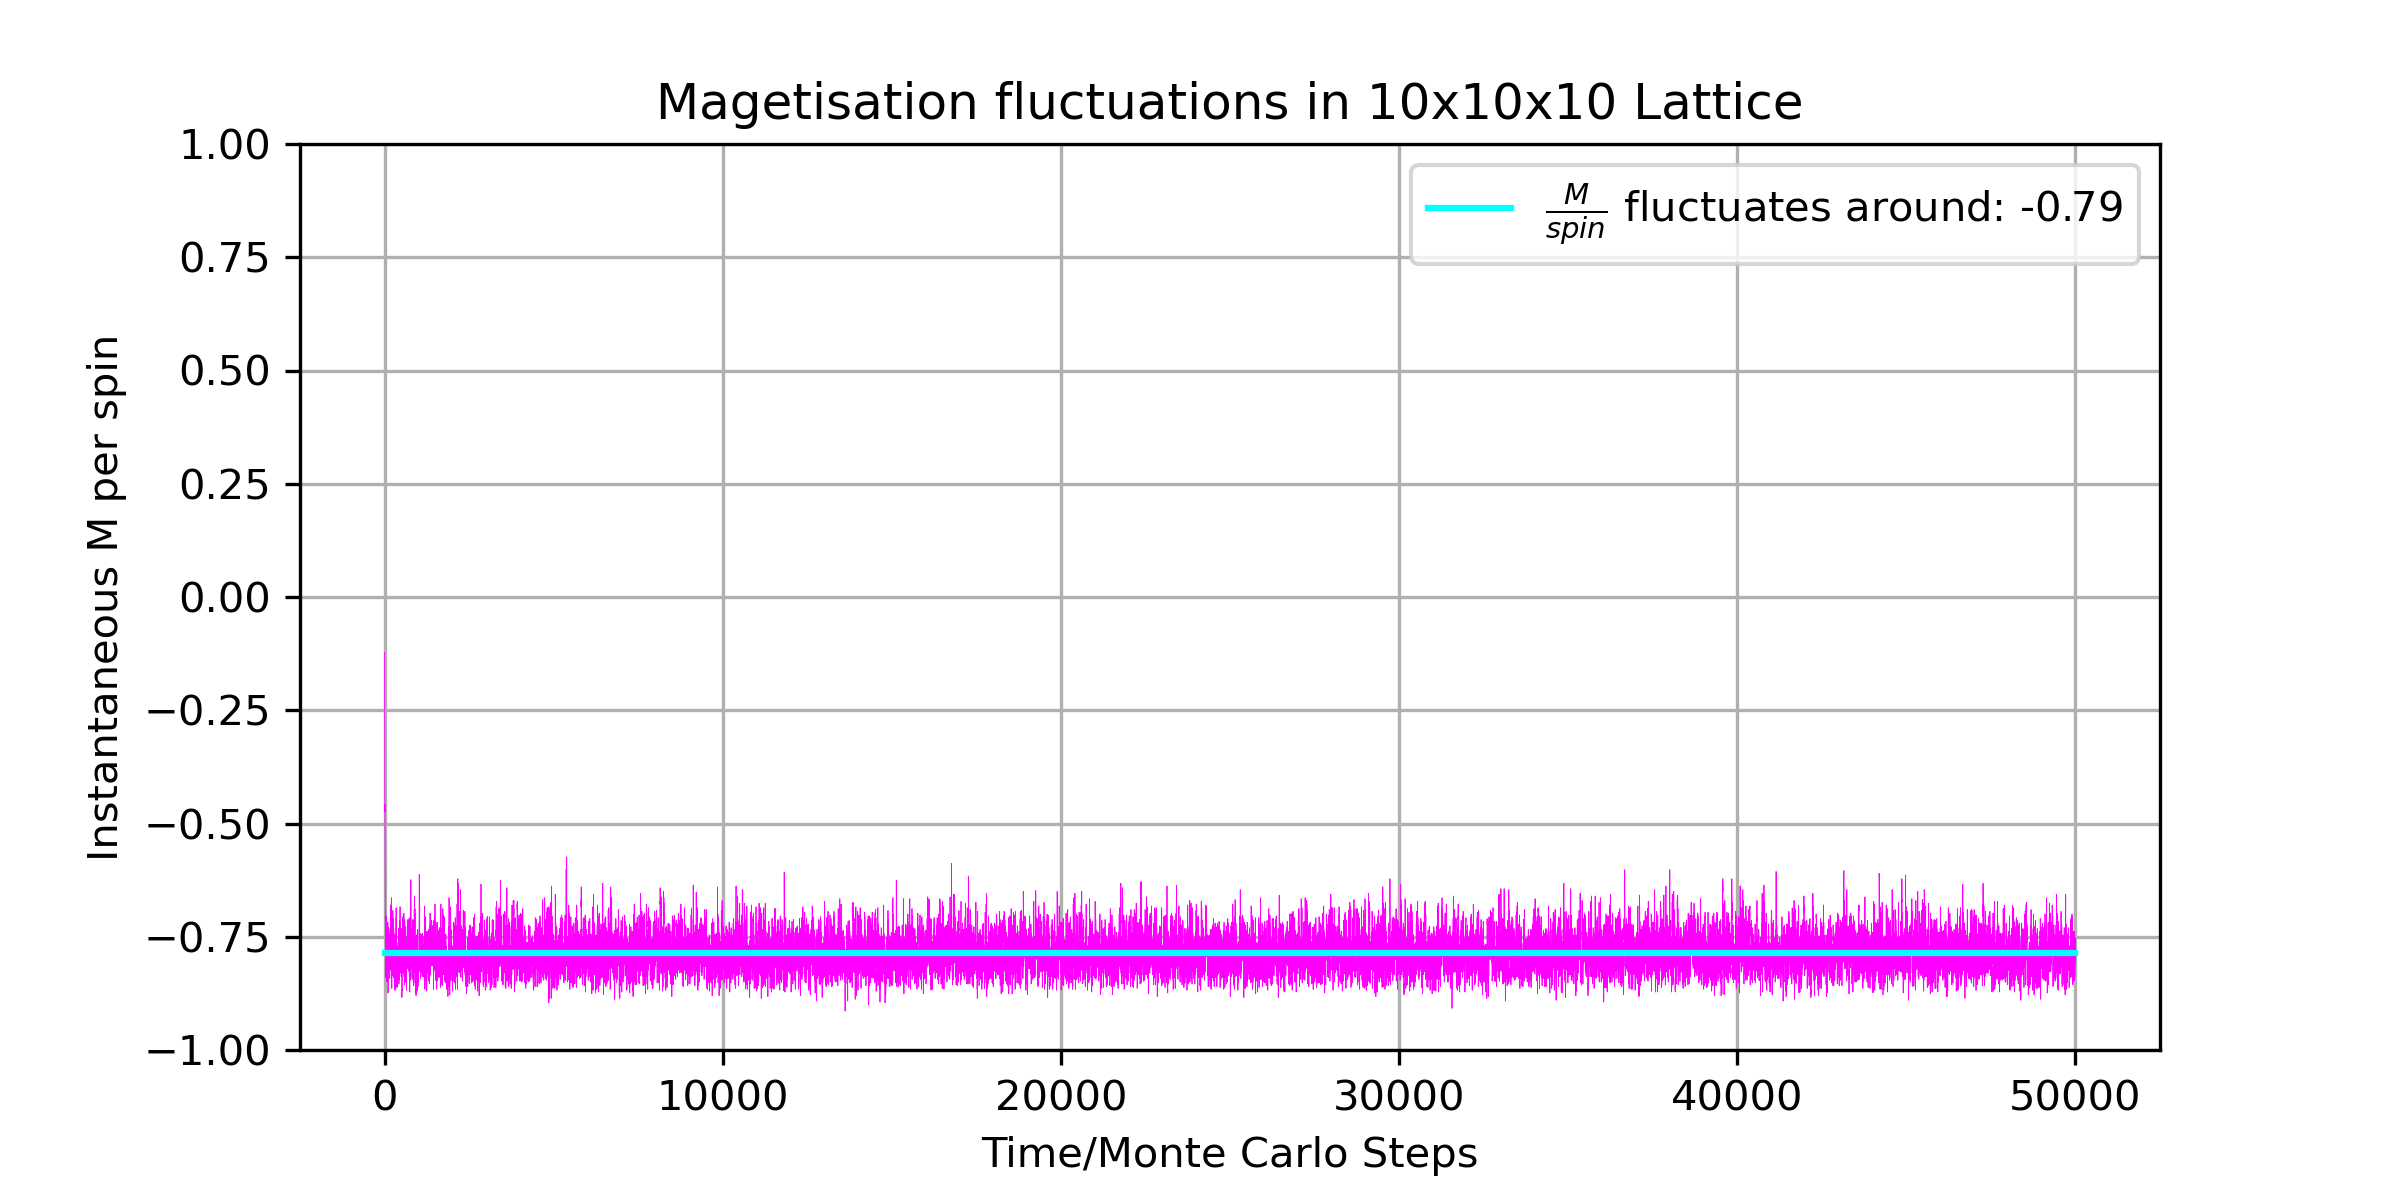 Magetisation fluctuations in 10x10x10 Lattice
M/spin fluctuates around: -0.79
Instantaneous M per spin
1.00
0.75
0.50
0.25
0.00
−0.25
−0.50
−0.75
−1.00
0 10000 20000 30000 40000 50000
Time/Monte Carlo Steps